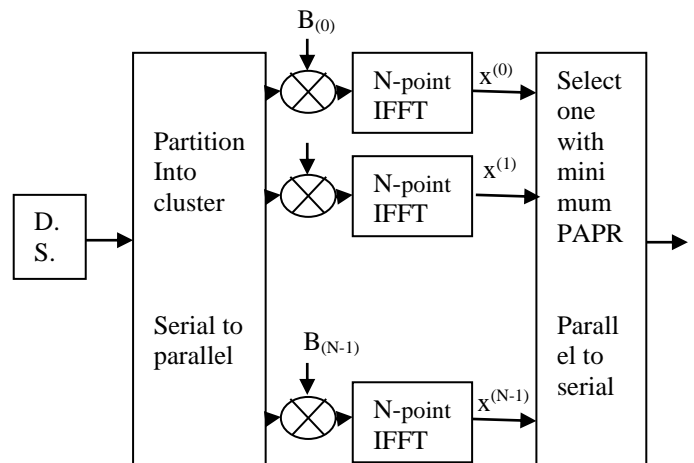 D.
S.
Partition
Into
cluster
Serial to
parallel
B(0)
N-point
IFFT
x(0)
N-point
IFFT
x(1)
B(N-1)
N-point
IFFT
x(N-1)
Select
one
with
mini
mum
PAPR
Parall
el to
serial